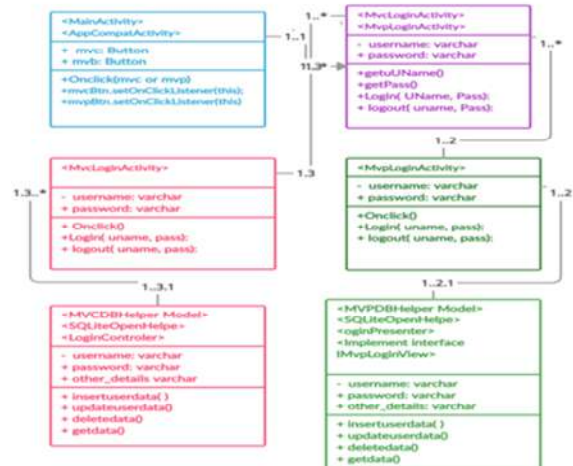 <MainActivity>
<AppCompatActivity>
+ mvc: Button
+ mvb: Button
+Onclick(mvc or mvp)
+mvcBtn.setOnClickListener(this);
+mvpBtn.setOnClickListener(this)
1..1
1..*
<MvcLoginActivity>
<MvpLoginActivity>
- username: varchar
+ password: varchar
+getuUName()
+getPass()
+Login( UName, Pass):
+ logout( uname, Pass):
1..*
1..2
<MvcLoginActivity>
- username: varchar
+ password: varchar
+ Onclick()
+Login( uname, pass):
+ logout( uname, pass):
1.3
1.3..*
<MvpLoginActivity>
- username: varchar
+ password: varchar
+Onclick()
+Login( uname, pass):
+ logout( uname, pass):
1..2
1..3.1
<MVCDBHelper Model>
<SQLiteOpenHelpe>
<LoginControler>
- username: varchar
+ password: varchar
+ other_details varchar
+ insertuserdata( )
+ updateuserdata()
+ deletedata()
+ getdata()
1..2.1
<MVPDBHelper Model>
<SQLiteOpenHelpe>
<oginPresenter>
<Implement interface
IMvpLoginView>
- username: varchar
+ password: varchar
+ other_details: varchar
+ insertuserdata( )
+ updateuserdata()
+ deletedata()
+ getdata()